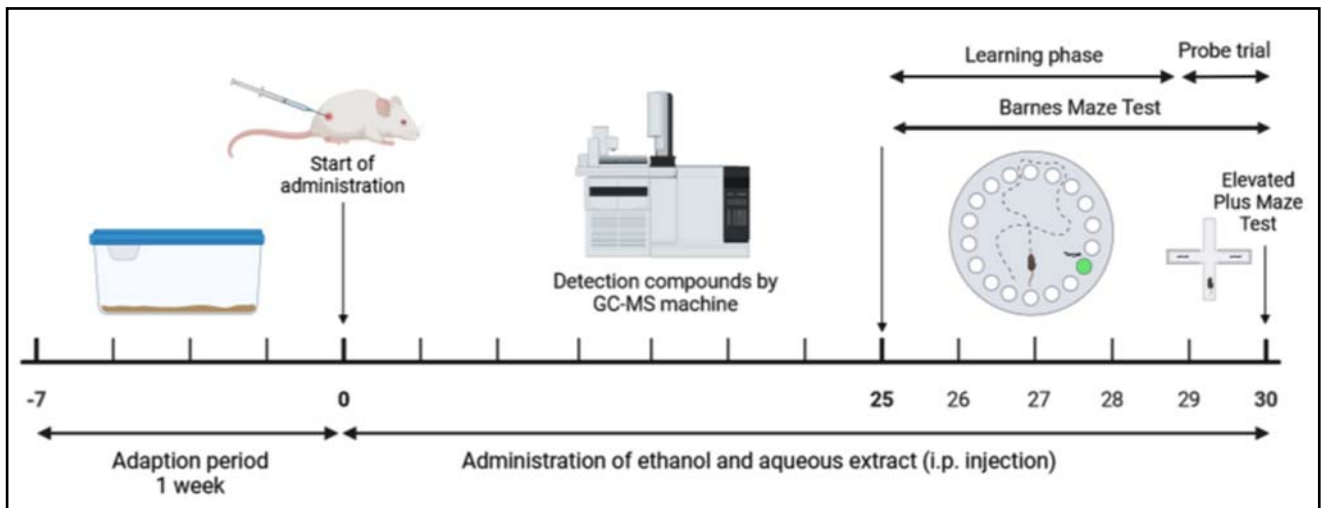 Learning phase
Probe trial
Barnes Maze Test
Start of
administration
Elevated
Plus Maze
Test
Target
Detection compounds by
GC-MS machine
-7
0
25
26
27
28
29
30
Adaption period
1 week
Administration of ethanol and aqueous extract (i.p. injection)